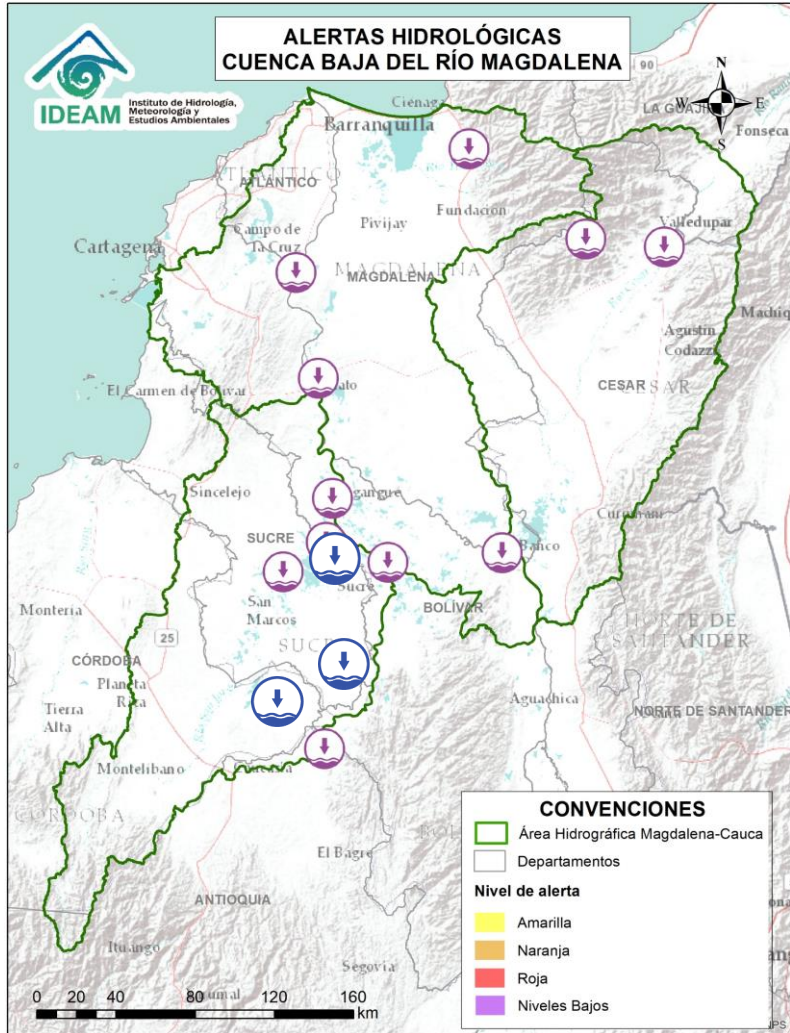 ALERTAS HIDROLÓGICAS
CUENCA BAJA DEL RÍO MAGDALENA
IDEAM
Instituto de Hidrología,
Meteorología y
Estudios Ambientales
N
W
E
S
90
LA GUAJIRA
Ciénaga
Barranquilla
Fonseca
ATLÁNTICO
ATLÁNTICO
Fundación
Pivijay
Valledupar
Campo de
la Cruz
Cartagena
MAGDALENA
MAGDALENA
Agustín
Codazzi
El Carmen de Bolívar
CESAR
CESAR
Sincelejo
Curumaní
SUCRE
Banco
Sucre
San
Marcos
BOLÍVAR
Montería
25
SUCRE
NORTE DE
SANTANDER
CÓRDOBA
Planeta
Rica
Tierra
Alta
Aguachica
NORTE DE SANTANDER
Montelíbano
CÓRDOBA
El Bagre
ANTIOQUIA
Ituango
Segovia
0 20 40 80 120 160
km
CONVENCIONES
Área Hidrográfica Magdalena-Cauca
Departamentos
Nivel de alerta
Amarilla
Naranja
Roja
Niveles Bajos